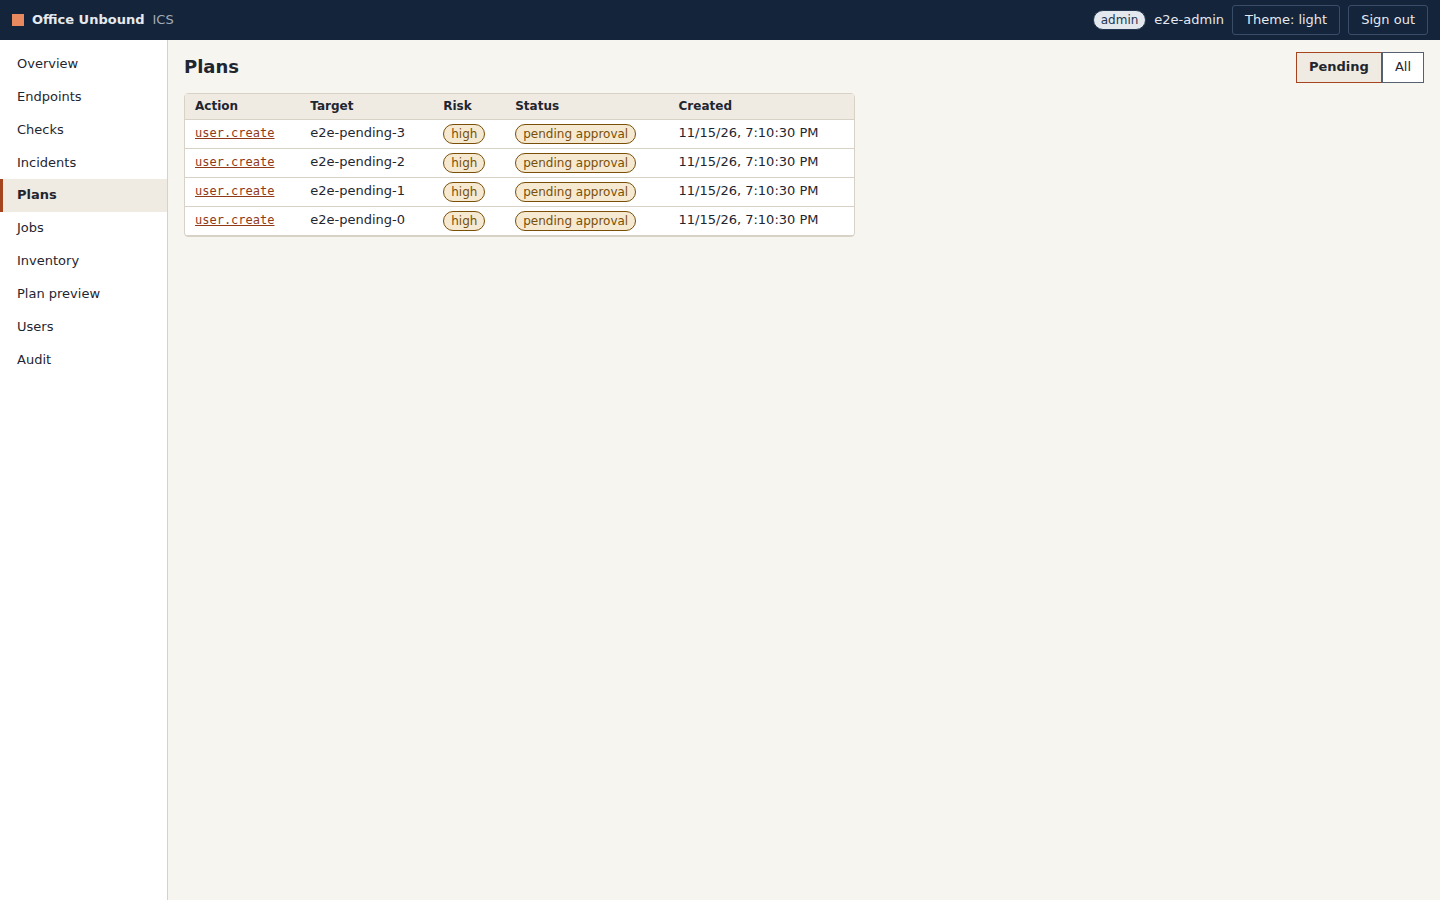 Office Unbound ICS admin e2e-admin Theme: light Sign out
Overview
Endpoints
Checks
Incidents
Plans
Jobs
Inventory
Plan preview
Users
Audit
Plans Pending All
Action Target Risk Status Created
user.create e2e-pending-3 high pending approval 11/15/26, 7:10:30 PM
user.create e2e-pending-2 high pending approval 11/15/26, 7:10:30 PM
user.create e2e-pending-1 high pending approval 11/15/26, 7:10:30 PM
user.create e2e-pending-0 high pending approval 11/15/26, 7:10:30 PM